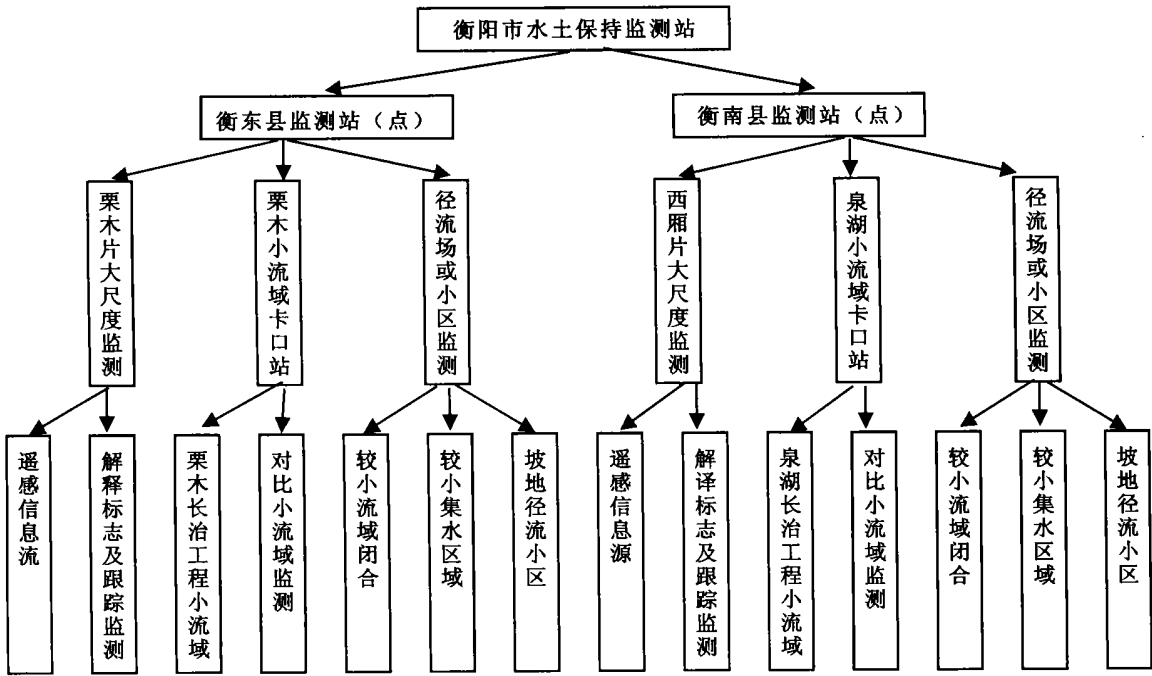 衡阳市水土保持监测站
衡东县监测站（点）
衡南县监测站（点）
栗木片大尺度监测
栗木小流域卡口站
径流场或小区监测
西厢片大尺度监测
泉湖小流域卡口站
径流场或小区监测
遥感信息流
解释标志及跟踪监测
栗木长治工程小流域
对比小流域监测
较小流域闭合
较小集水区域
坡地径流小区
遥感信息源
解译标志及跟踪监测
泉湖长治工程小流域
对比小流域监测
较小流域闭合
较小集水区域
坡地径流小区